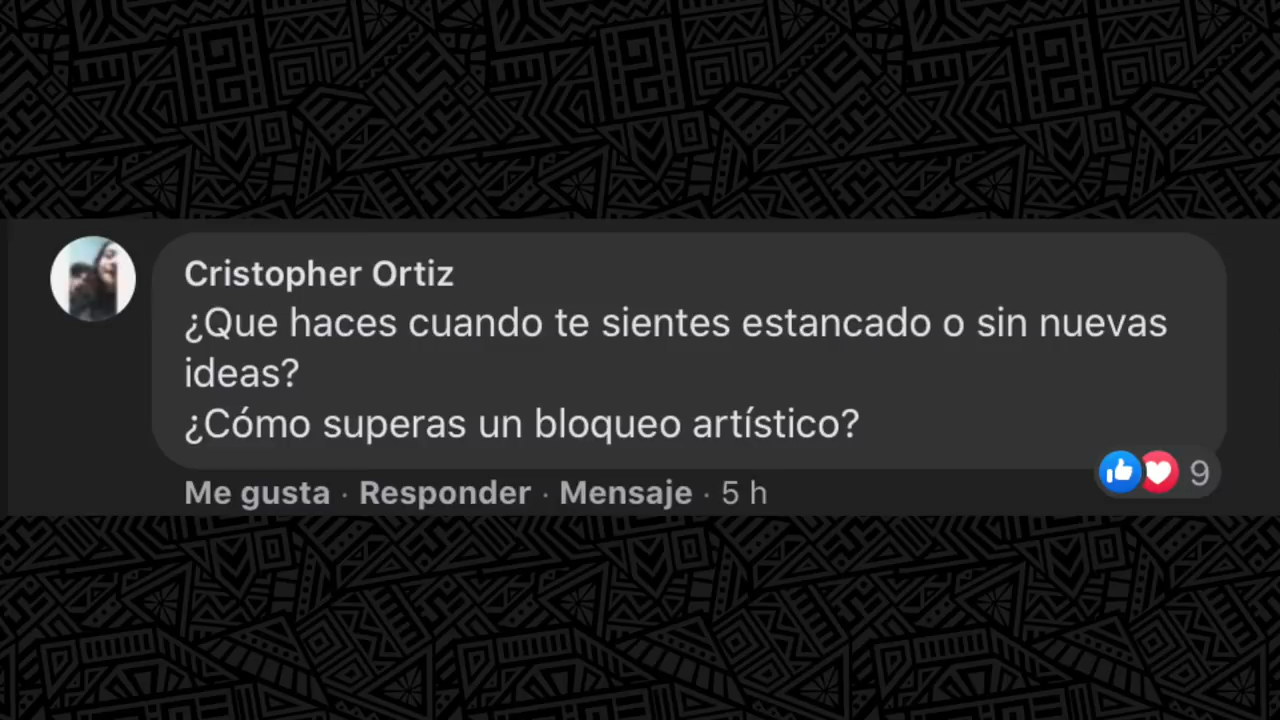 Cristopher Ortiz
¿Que haces cuando te sientes estancado o sin nuevas
ideas?
¿Cómo superas un bloqueo artístico?
Me gusta · Responder · Mensaje · 5 h
9